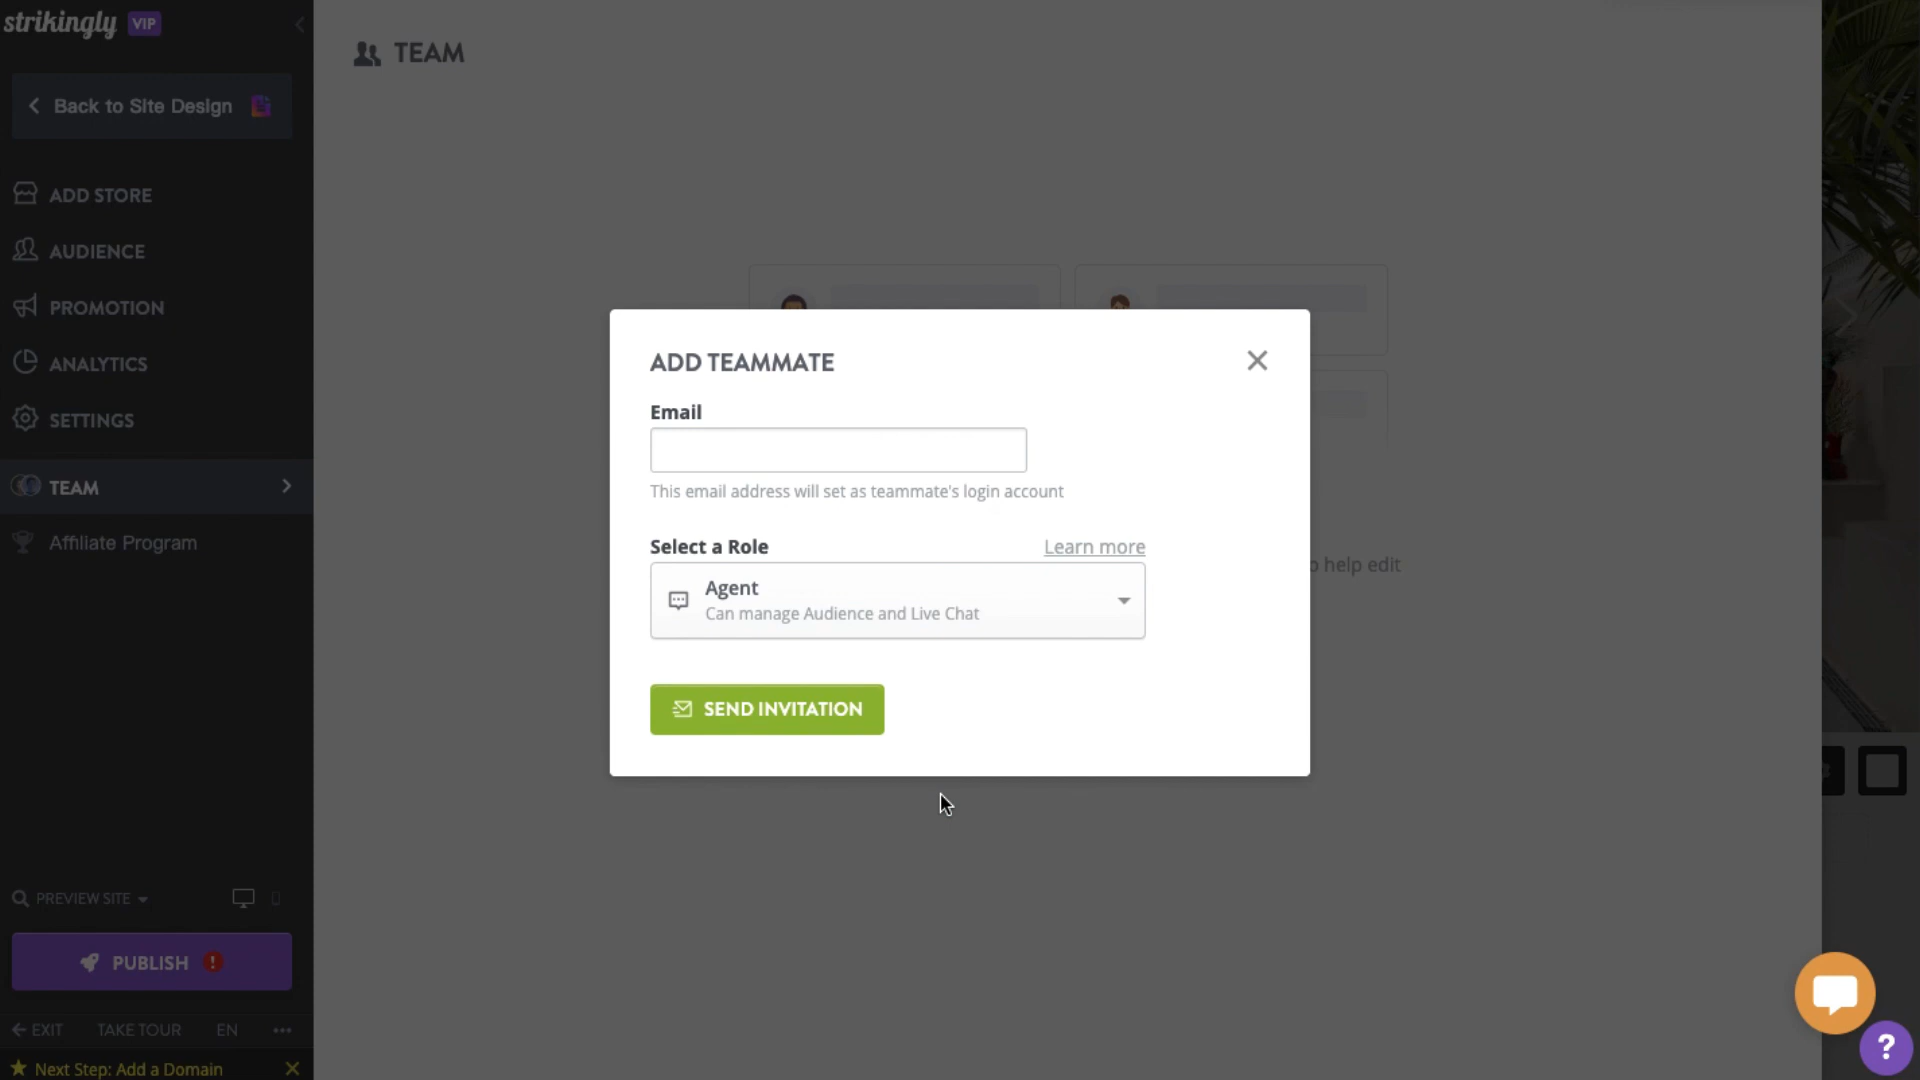 strikingly VIP
Back to Site Design
ADD STORE
AUDIENCE
PROMOTION
ANALYTICS
SETTINGS
TEAM
Affiliate Program
PREVIEW SITE
PUBLISH !
EXIT TAKE TOUR EN •••
Next Step: Add a Domain
TEAM
ADD TEAMMATE
Email
This email address will set as teammate's login account
Select a Role Learn more
Agent
Can manage Audience and Live Chat
SEND INVITATION
help edit
?